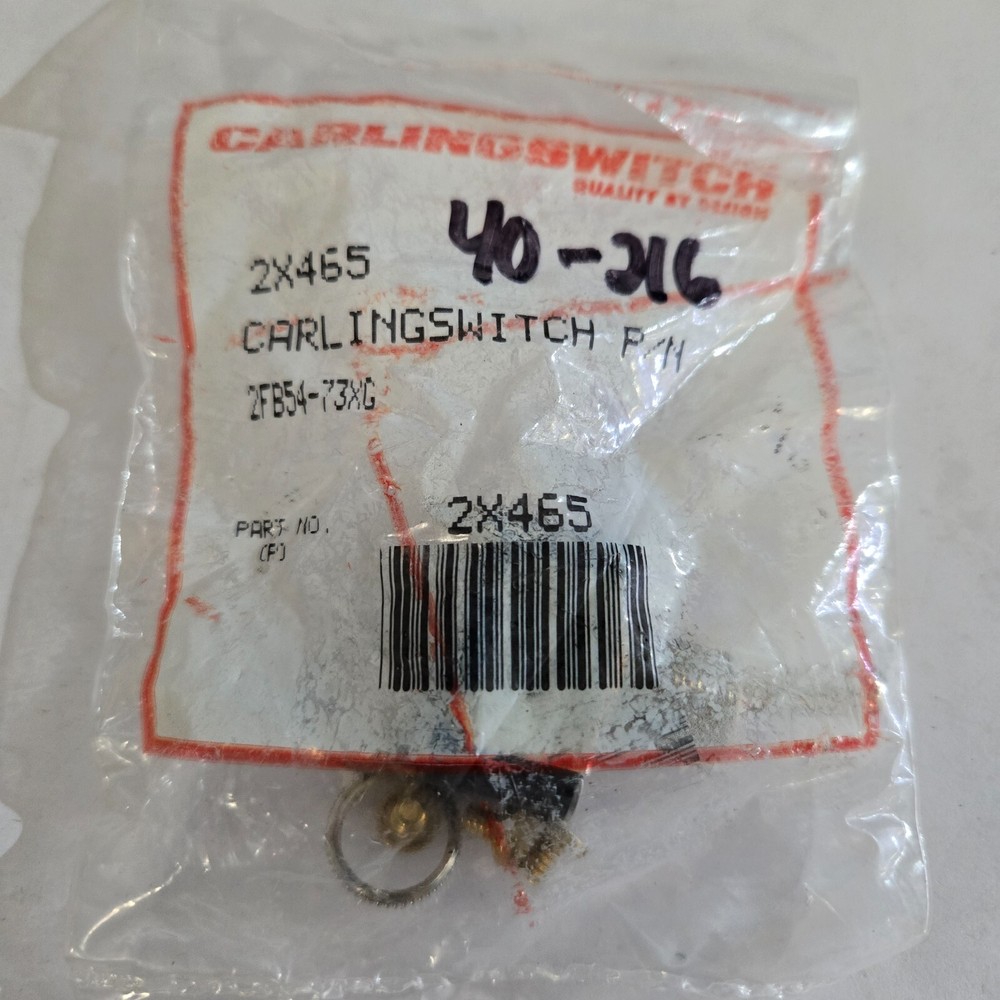 CARLINGSWITCH
QUALITY BY DESIGN
40-216
2X465
CARLINGSWITCH P/N
2FB54-73XG
2X465
PART NO.
(P)